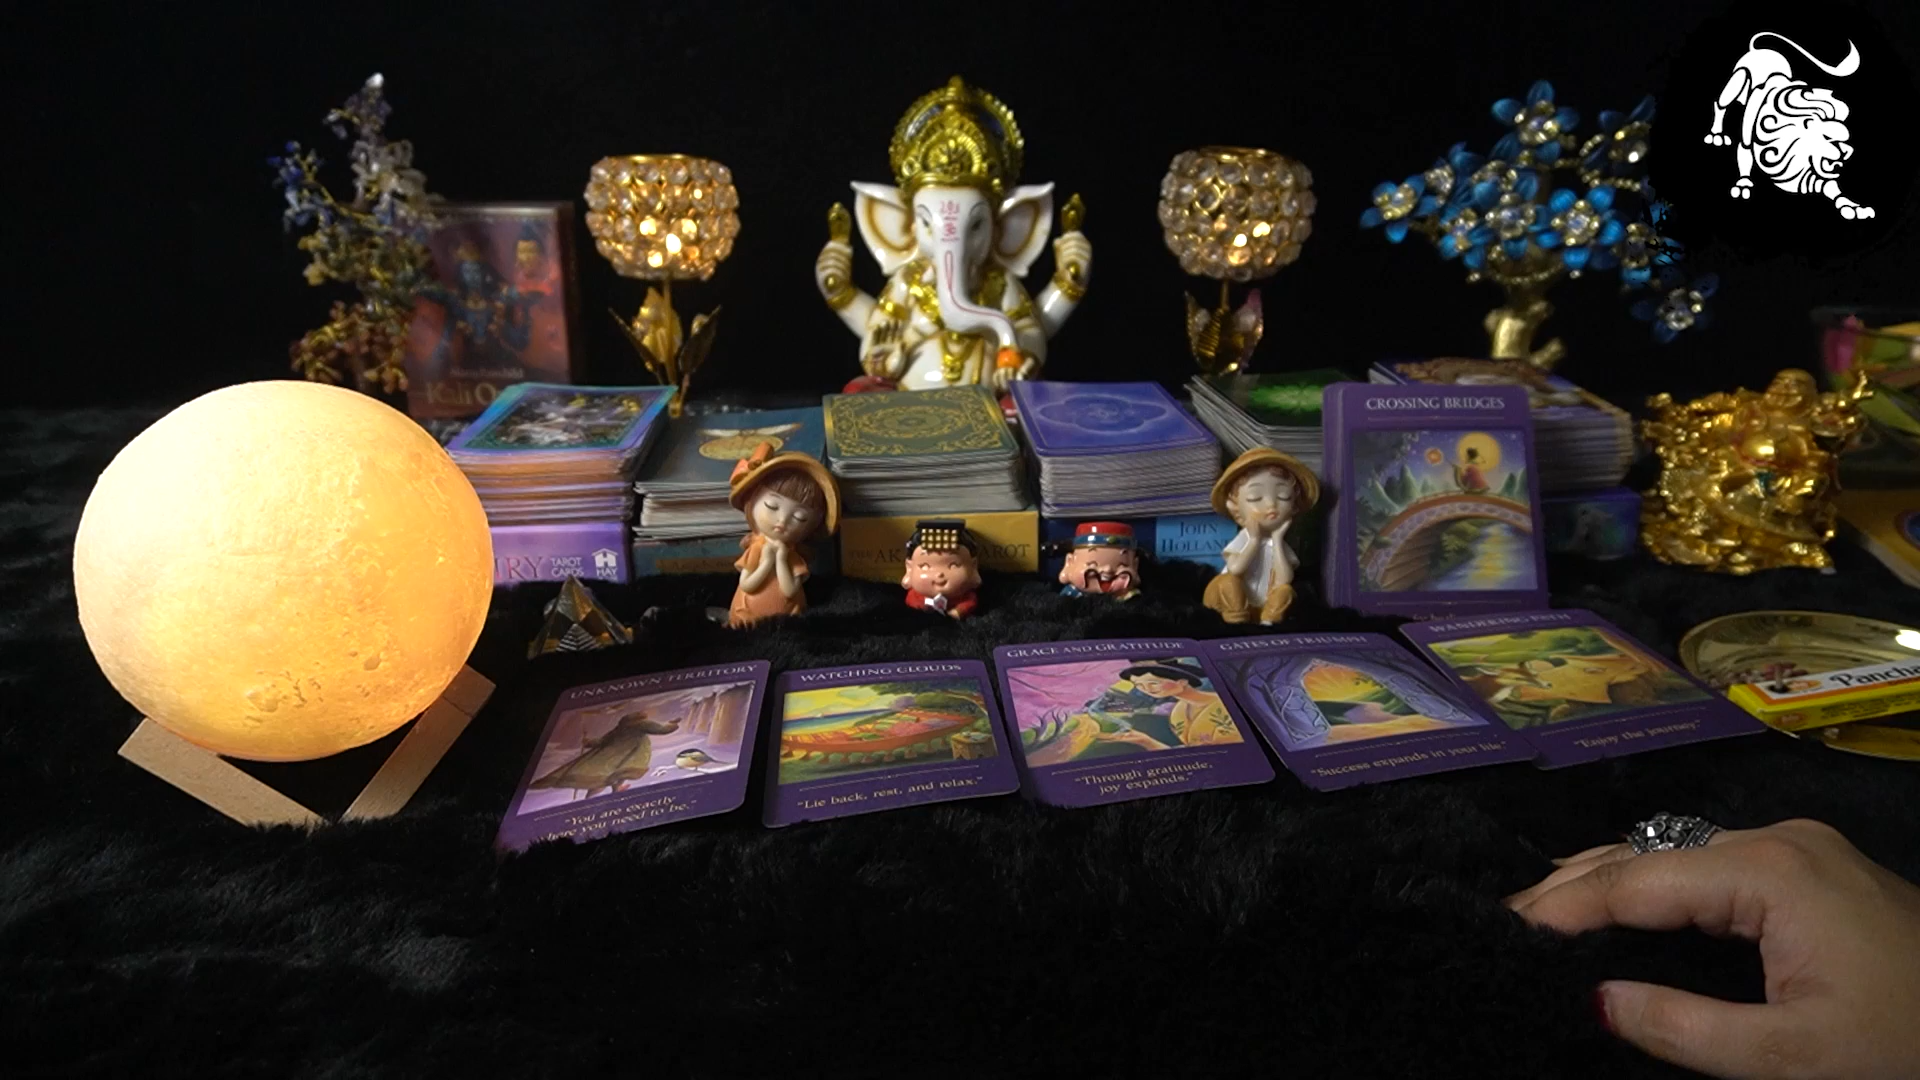 Kali O
CROSSING BRIDGES
TAROT
CARDS
HAY
TAROT
JOHN
HOLLAN
UNKNOWN TERRITORY
"You are exactly
where you need to be."
WATCHING CLOUDS
"Lie back, rest, and relax."
GRACE AND GRATITUDE
"Through gratitude,
joy expands."
GATES OF TRIUMPH
"Success expands in your life"
WANDERING PATH
"Enjoy the journey."
Pancha